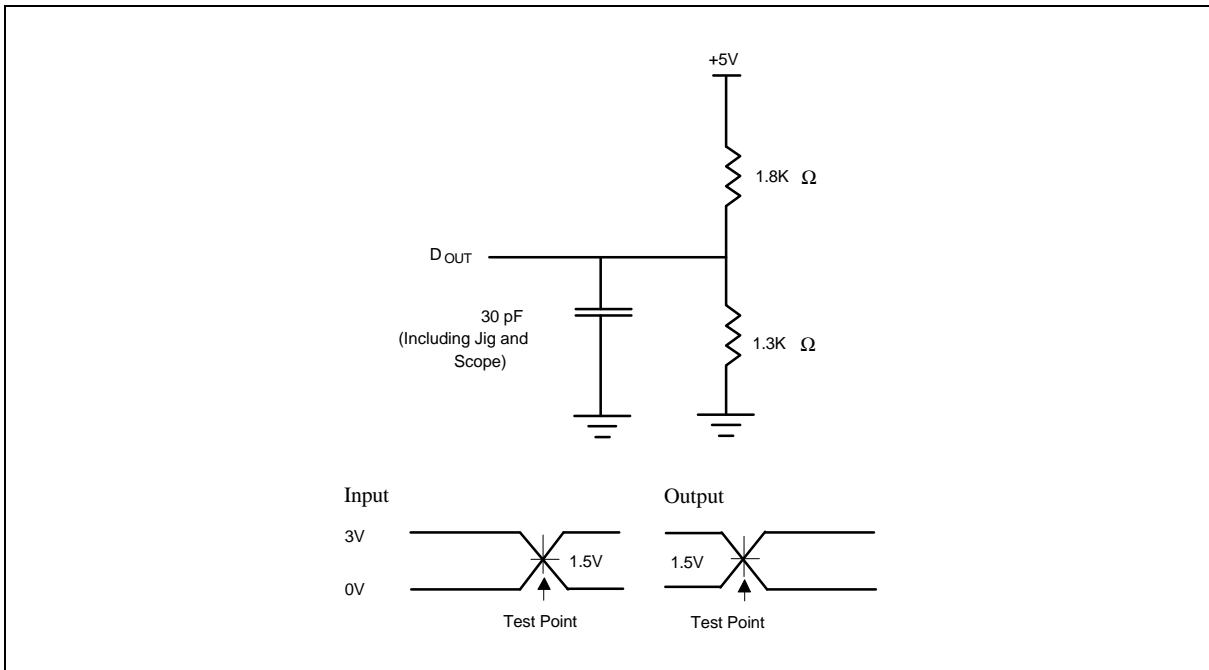 +5V
1.8K Ω
D OUT
30 pF
(Including Jig and
Scope)
1.3K Ω
Input
Output
3V
1.5V
1.5V
0V
Test Point
Test Point